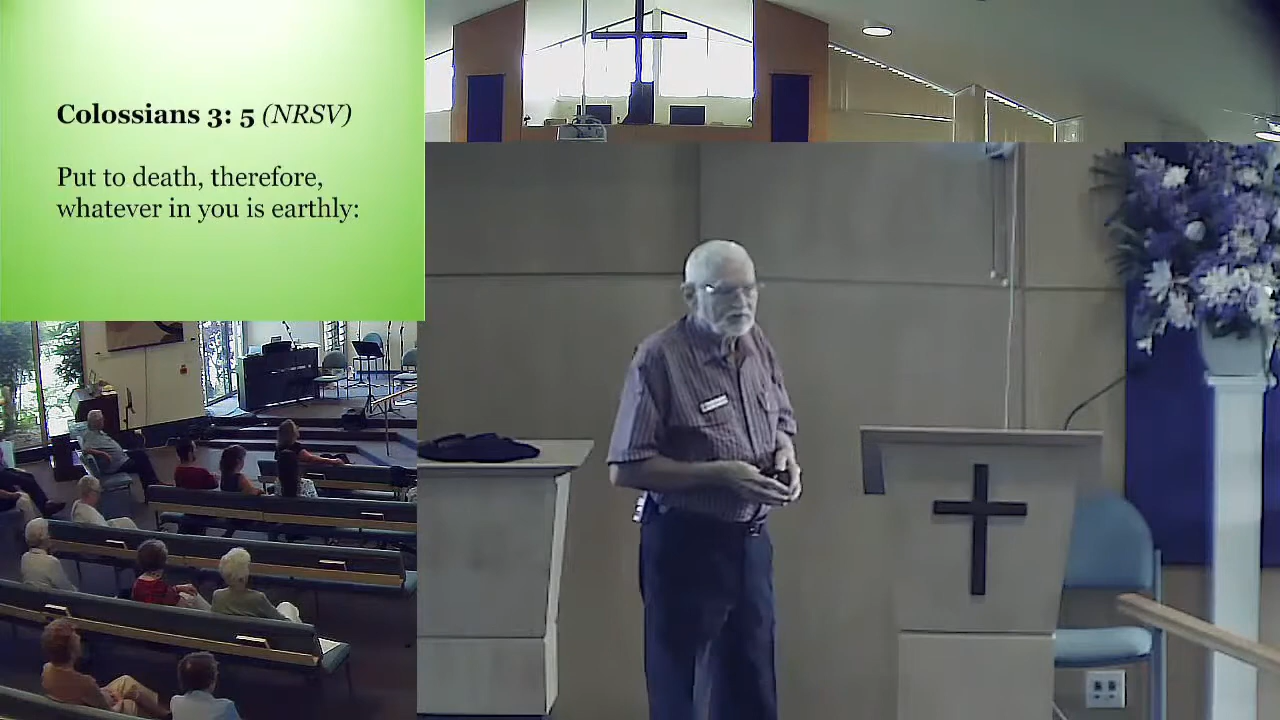 Colossians 3: 5 (NRSV)
Put to death, therefore,
whatever in you is earthly: